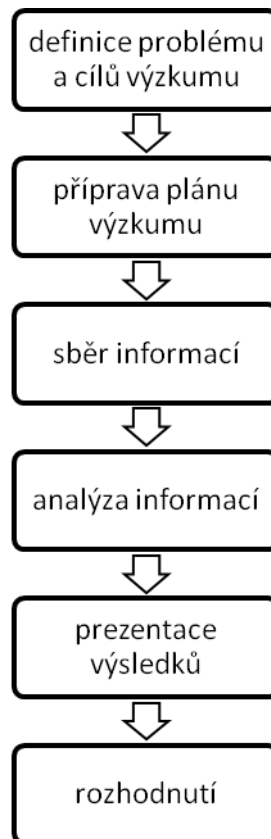 definice problému
a cílů výzkumu
příprava plánu
výzkumu
sběr informací
analýza informací
prezentace
výsledků
rozhodnutí